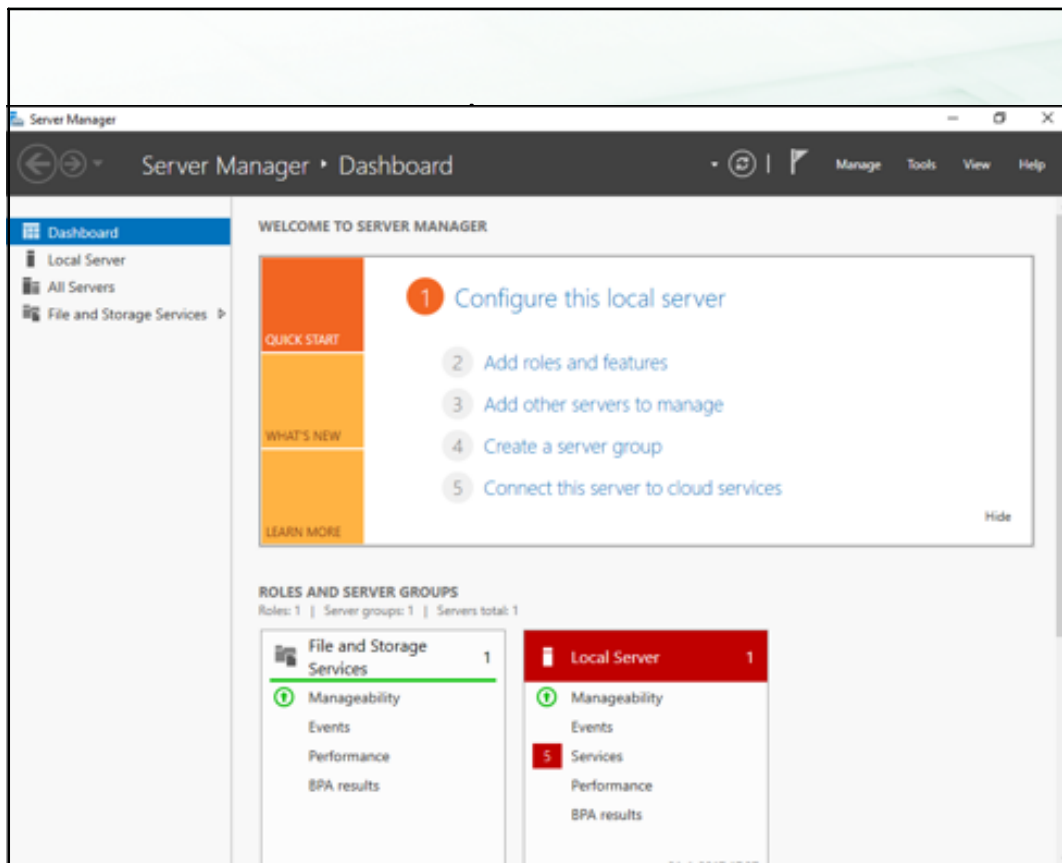 Server Manager
Server Manager ‣ Dashboard
Manage Tools View Help
Dashboard
Local Server
All Servers
File and Storage Services
WELCOME TO SERVER MANAGER
QUICK START
WHAT'S NEW
LEARN MORE
1 Configure this local server
2 Add roles and features
3 Add other servers to manage
4 Create a server group
5 Connect this server to cloud services
Hide
ROLES AND SERVER GROUPS
Roles: 1 | Server groups: 1 | Servers total: 1
File and Storage
Services
1
Manageability
Events
Performance
BPA results
Local Server 1
Manageability
Events
5 Services
Performance
BPA results